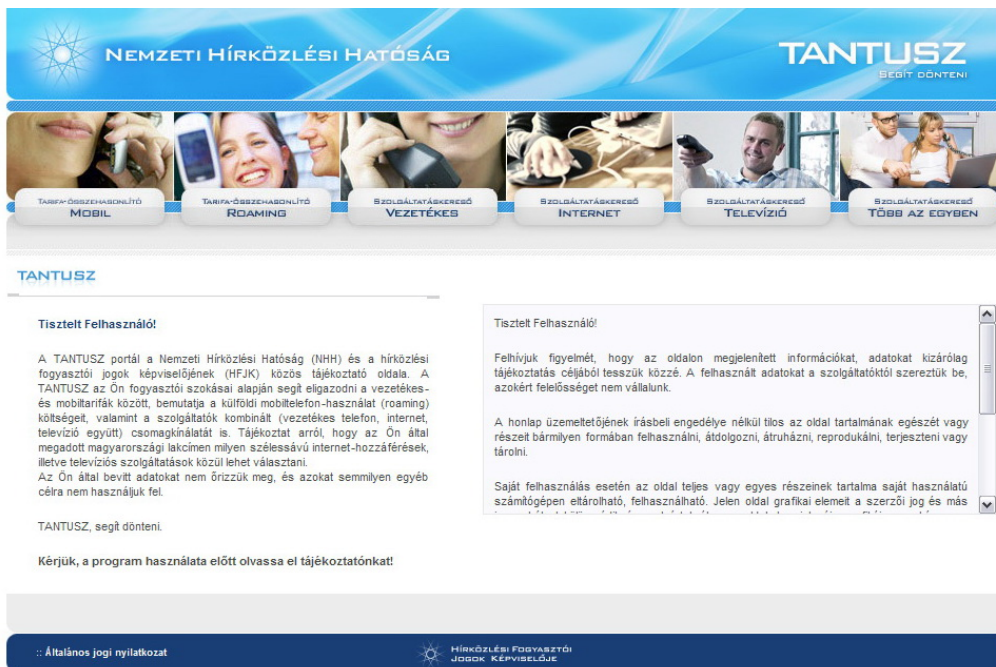 NEMZETI HÍRKÖZLÉSI HATÓSÁG
TANTUSZ
SEGÍT DÖNTENI
TARIFA-ÖSSZEHASONLÍTÓ
MOBIL
TARIFA-ÖSSZEHASONLÍTÓ
ROAMING
SZOLGÁLTATÁSKERESŐ
VEZETÉKES
SZOLGÁLTATÁSKERESŐ
INTERNET
SZOLGÁLTATÁSKERESŐ
TELEVÍZIÓ
SZOLGÁLTATÁSKERESŐ
TÖBB AZ EGYBEN
TANTUSZ
Tisztelt Felhasználó!
A TANTUSZ portál a Nemzeti Hírközlési Hatóság (NHH) és a hírközlési
fogyasztói jogok képviselőjének (HFJK) közös tájékoztató oldala. A
TANTUSZ az Ön fogyasztói szokásai alapján segít eligazodni a vezetékes-
és mobiltarifák között, bemutatja a külföldi mobiltelefon-használat (roaming)
költségeit, valamint a szolgáltatók kombinált (vezetékes telefon, internet,
televízió együtt) csomagkínálatát is. Tájékoztat arról, hogy az Ön által
megadott magyarországi lakcímen milyen szélessávú internet-hozzáférések,
illetve televíziós szolgáltatások közül lehet választani.
Az Ön által bevitt adatokat nem őrizzük meg, és azokat semmilyen egyéb
célra nem használjuk fel.
TANTUSZ, segít dönteni.
Kérjük, a program használata előtt olvassa el tájékoztatónkat!
Tisztelt Felhasználó!
Felhívjuk figyelmét, hogy az oldalon megjelenített információkat, adatokat kizárólag
tájékoztatás céljából tesszük közzé. A felhasznált adatokat a szolgáltatóktól szereztük be,
azokért felelősséget nem vállalunk.
A honlap üzemeltetőjének írásbeli engedélye nélkül tilos az oldal tartalmának egészét vagy
részeit bármilyen formában felhasználni, átdolgozni, átruházni, reprodukálni, terjeszteni vagy
tárolni.
Saját felhasználás esetén az oldal teljes vagy egyes részeinek tartalma saját használatú
számítógépen eltárolható, felhasználható. Jelen oldal grafikai elemeit a szerzői jog és más
:: Általános jogi nyilatkozat
HÍRKÖZLÉSI FOGYASZTÓI
JOGOK KÉPVISELŐJE